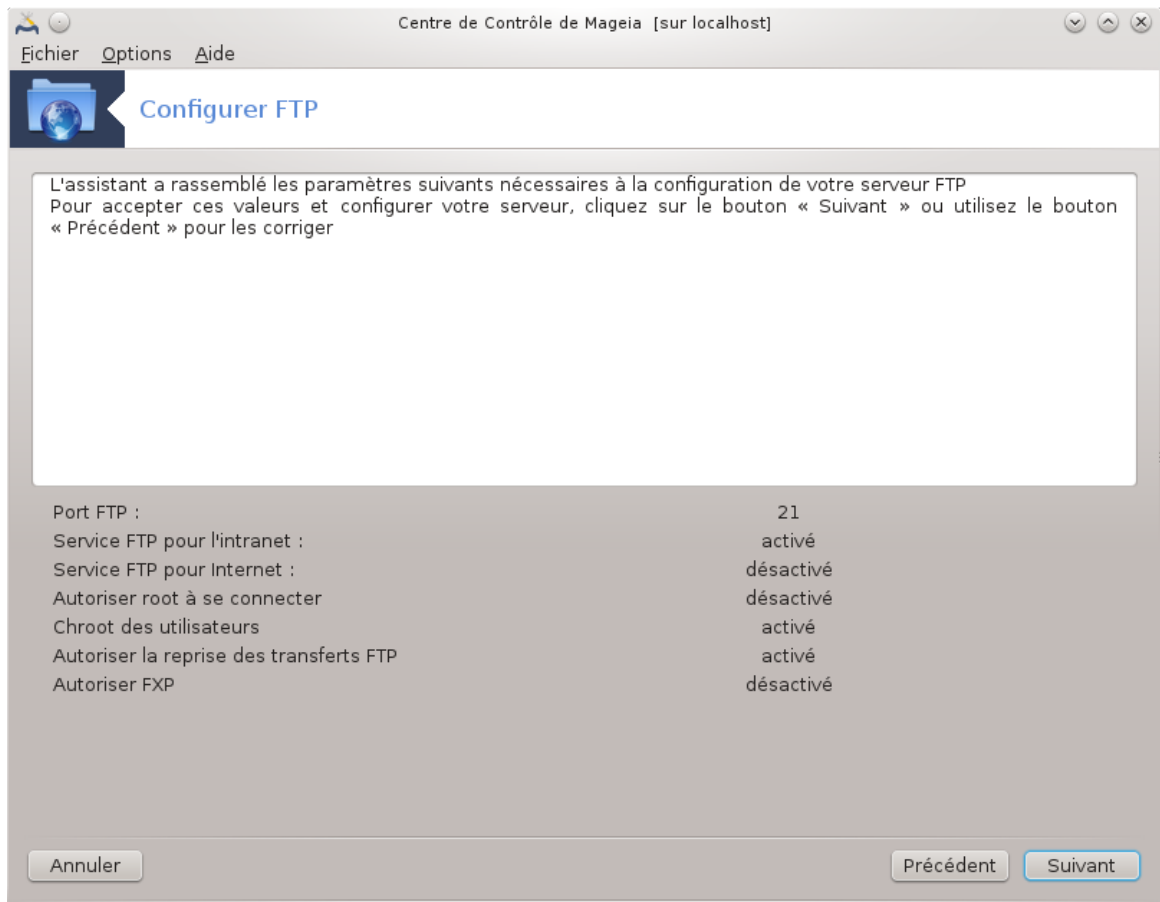 Centre de Contrôle de Mageia [sur localhost]
Fichier Options Aide
Configurer FTP
L'assistant a rassemblé les paramètres suivants nécessaires à la configuration de votre serveur FTP
Pour accepter ces valeurs et configurer votre serveur, cliquez sur le bouton « Suivant » ou utilisez le bouton
« Précédent » pour les corriger
Port FTP : 21
Service FTP pour l'intranet : activé
Service FTP pour Internet : désactivé
Autoriser root à se connecter désactivé
Chroot des utilisateurs activé
Autoriser la reprise des transferts FTP activé
Autoriser FXP désactivé
Annuler Précédent Suivant